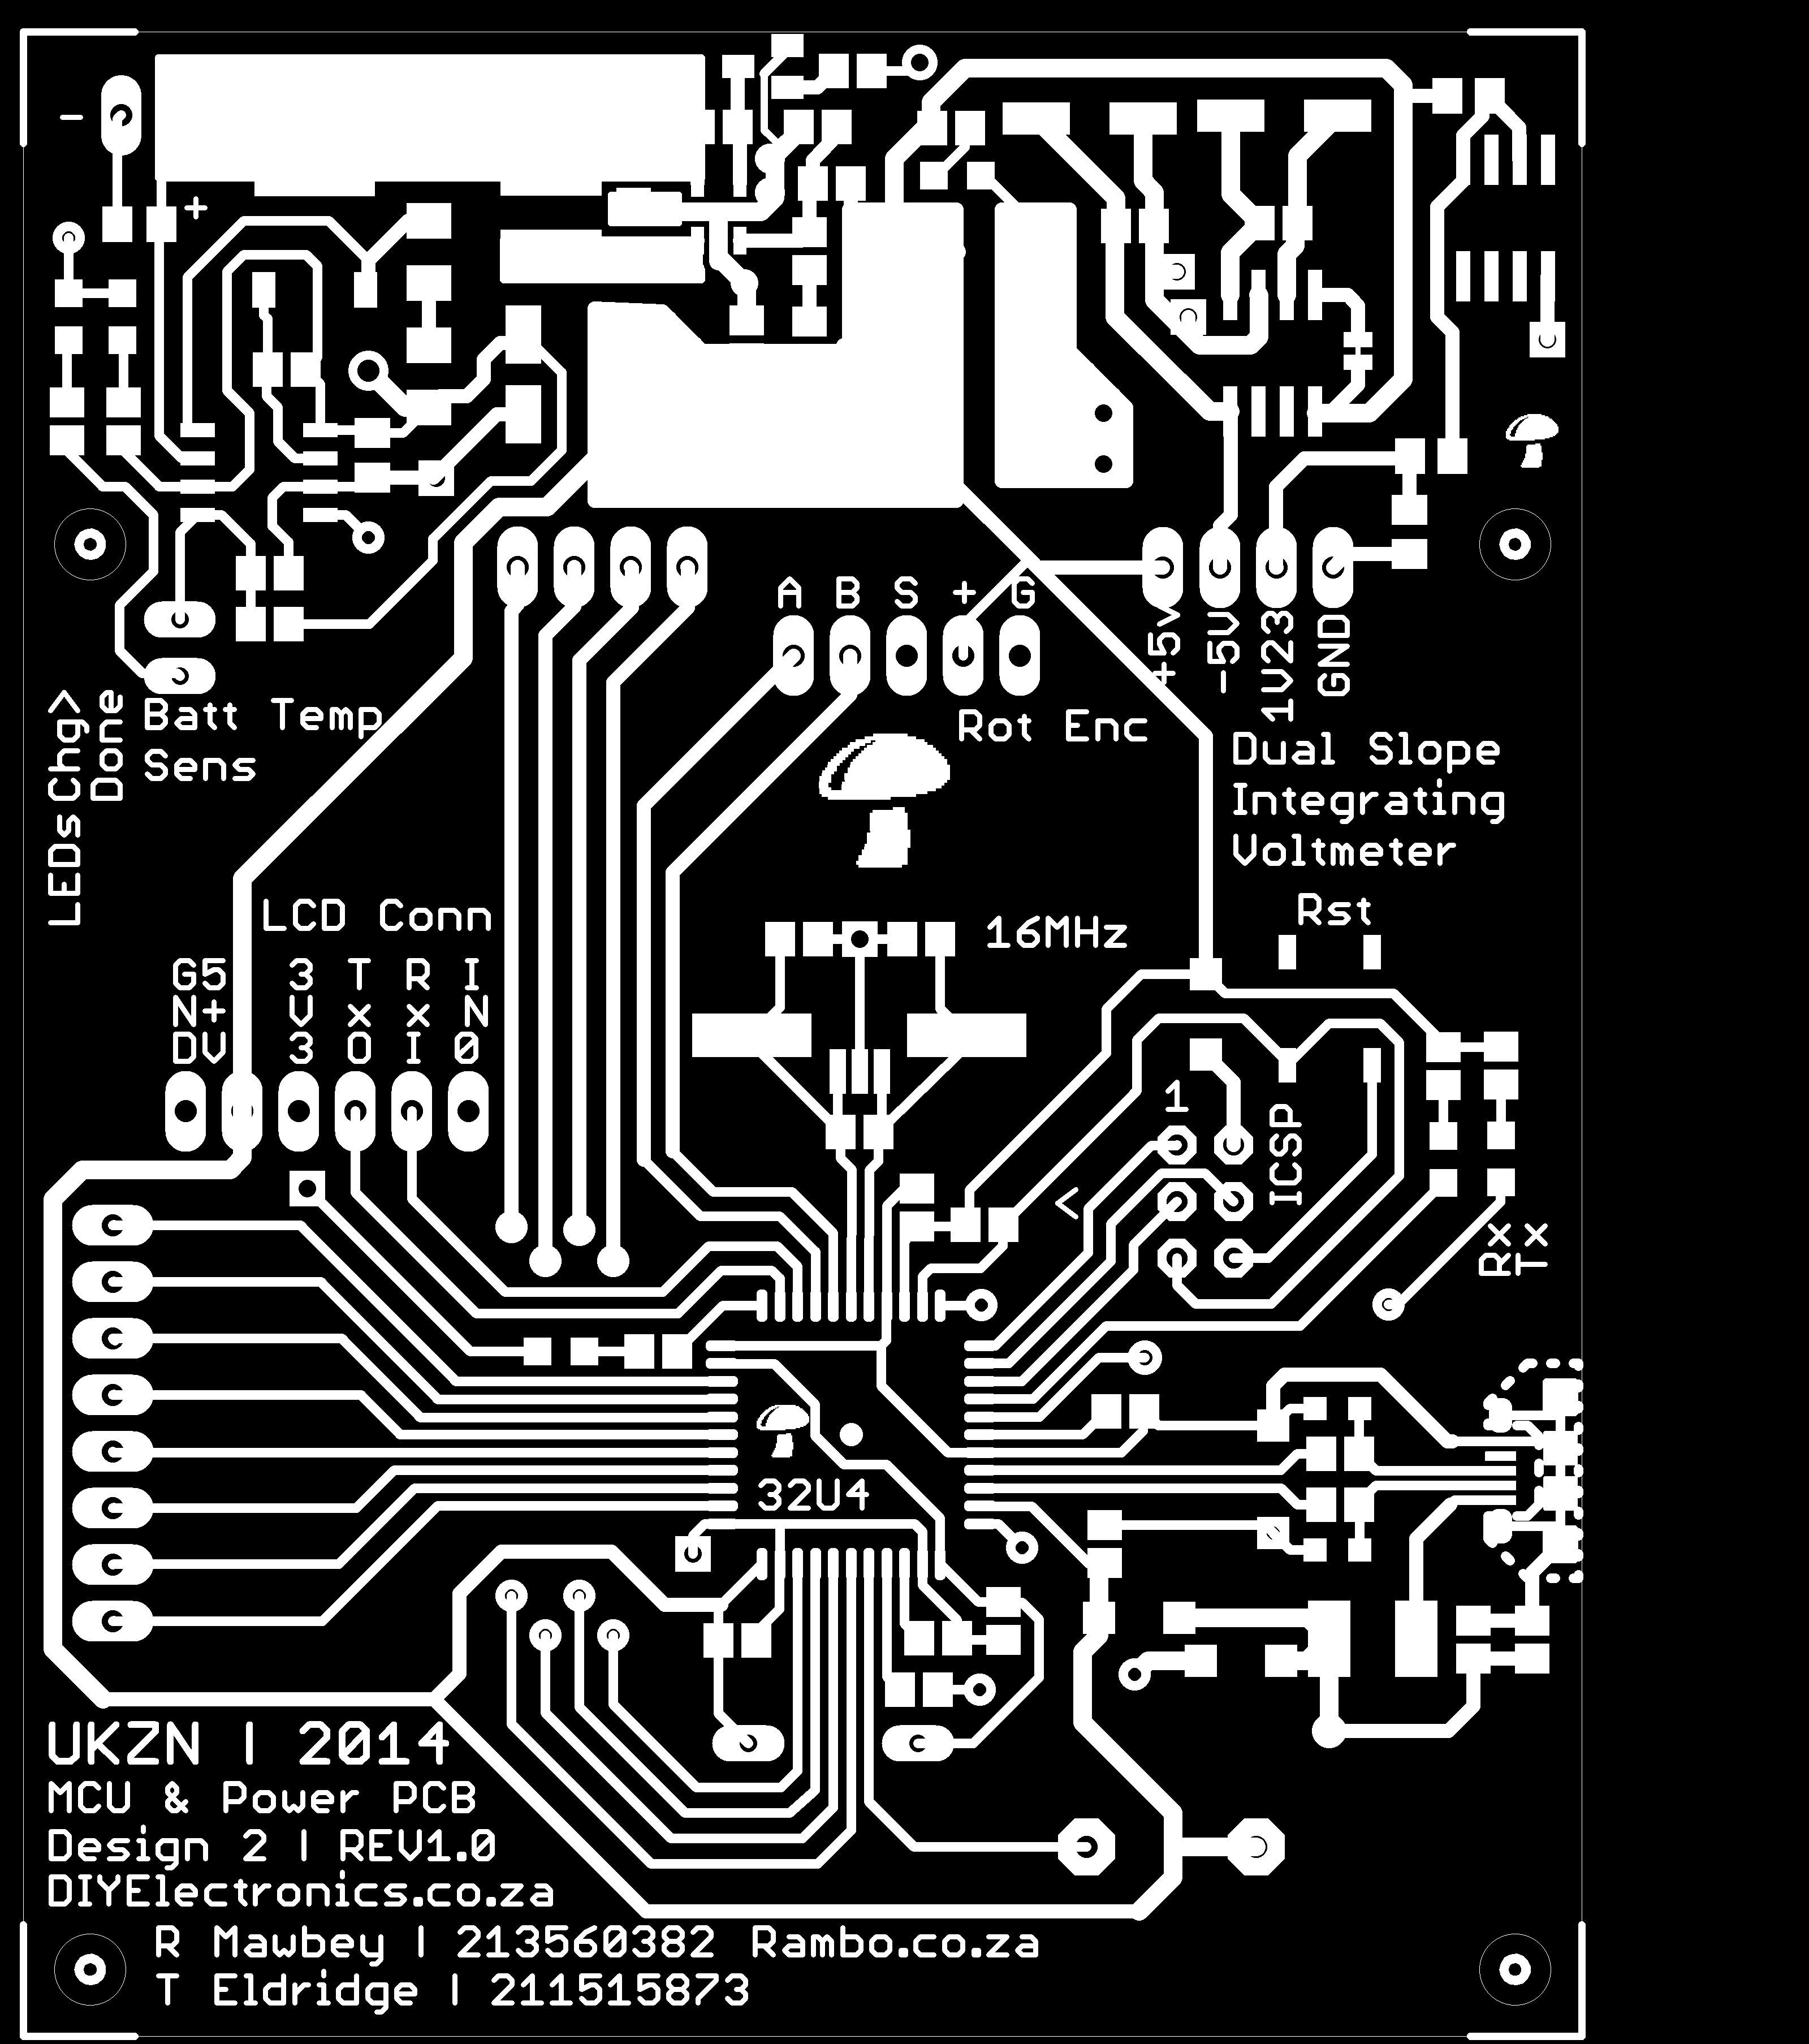 -
+
A B S + G
Rot Enc
+5v
-5V
1V23
GND
LEDs Chg>
Done
Batt Temp
Sens
Dual Slope
Integrating
Voltmeter
LCD Conn
G5 3 T R I
N+ V x x N
DV 3 O I 0
16MHz
Rst
1
ICSP
<
Rx
Tx
32U4
UKZN | 2014
MCU & Power PCB
Design 2 | REV1.0
DIYElectronics.co.za
R Mawbey | 213560382 Rambo.co.za
T Eldridge | 211515873